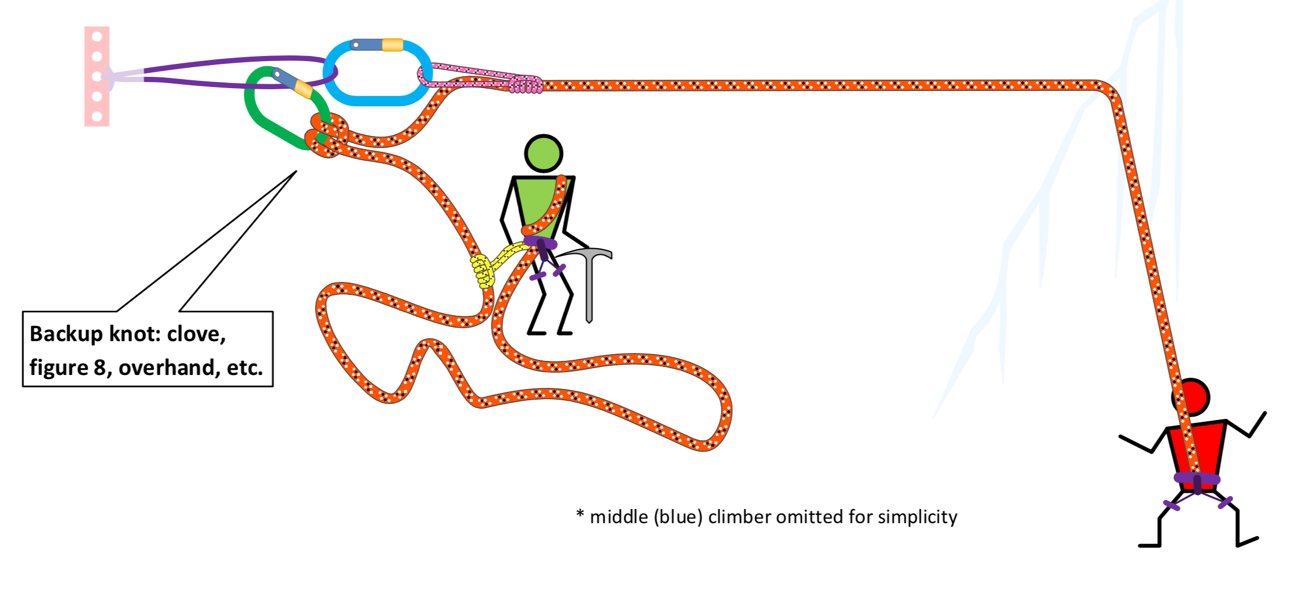 Backup knot: clove,
figure 8, overhand, etc.
* middle (blue) climber omitted for simplicity